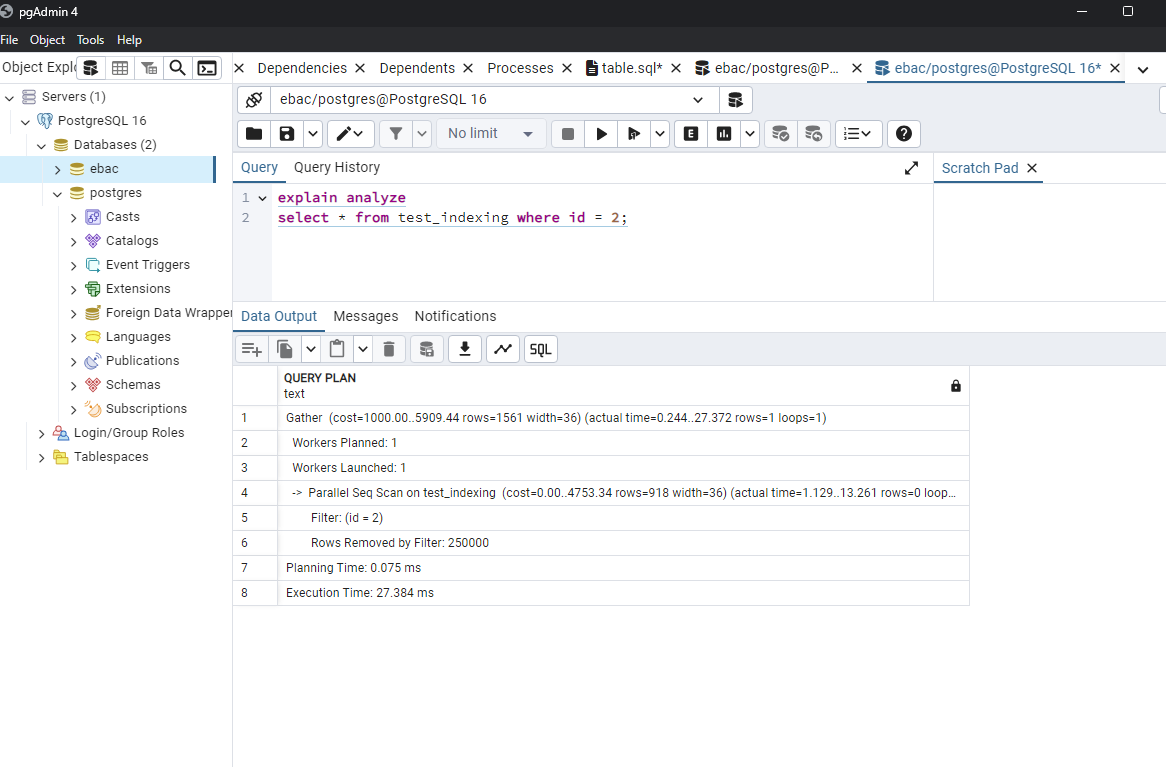 pgAdmin 4
File Object Tools Help
Object Explo
Dependencies Dependents Processes table.sql* ebac/postgres@P... ebac/postgres@PostgreSQL 16*
Servers (1)
PostgreSQL 16
Databases (2)
ebac
postgres
Casts
Catalogs
Event Triggers
Extensions
Foreign Data Wrapper
Languages
Publications
Schemas
Subscriptions
Login/Group Roles
Tablespaces
ebac/postgres@PostgreSQL 16
No limit
E
Query Query History
Scratch Pad
1 explain analyze
2 select * from test_indexing where id = 2;
Data Output Messages Notifications
SQL
QUERY PLAN
text
1 Gather (cost=1000.00..5909.44 rows=1561 width=36) (actual time=0.244..27.372 rows=1 loops=1)
2 Workers Planned: 1
3 Workers Launched: 1
4 -> Parallel Seq Scan on test_indexing (cost=0.00..4753.34 rows=918 width=36) (actual time=1.129..13.261 rows=0 loop...
5 Filter: (id = 2)
6 Rows Removed by Filter: 250000
7 Planning Time: 0.075 ms
8 Execution Time: 27.384 ms